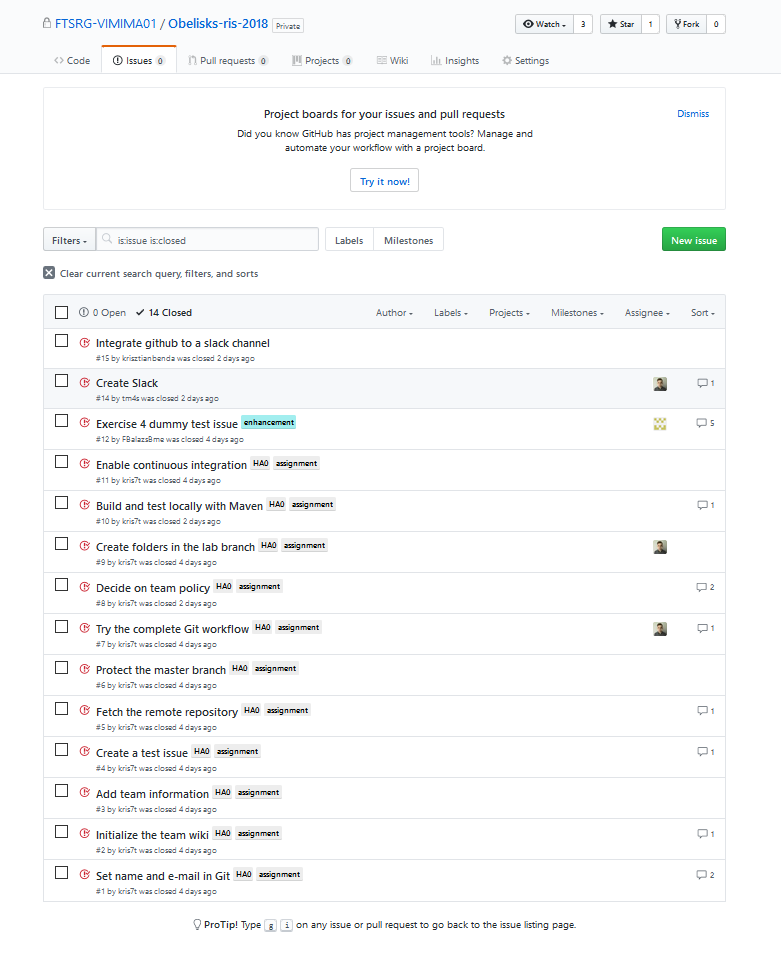 FTSRG-VIMIMA01 / Obelisks-ris-2018 Private Watch 3 Star 1 Fork 0
Code Issues 0 Pull requests 0 Projects 0 Wiki Insights Settings
Project boards for your issues and pull requests Dismiss
Did you know GitHub has project management tools? Manage and
automate your workflow with a project board.
Try it now!
Filters is:issue is:closed Labels Milestones New issue
Clear current search query, filters, and sorts
0 Open 14 Closed Author Labels Projects Milestones Assignee Sort
Integrate github to a slack channel
#15 by krisztianbenda was closed 2 days ago
Create Slack 1
#14 by tm4s was closed 2 days ago
Exercise 4 dummy test issue enhancement 5
#12 by FBalazsBme was closed 4 days ago
Enable continuous integration HA0 assignment
#11 by kris7t was closed 4 days ago
Build and test locally with Maven HA0 assignment 1
#10 by kris7t was closed 2 days ago
Create folders in the lab branch HA0 assignment
#9 by kris7t was closed 4 days ago
Decide on team policy HA0 assignment 2
#8 by kris7t was closed 2 days ago
Try the complete Git workflow HA0 assignment 1
#7 by kris7t was closed 4 days ago
Protect the master branch HA0 assignment
#6 by kris7t was closed 4 days ago
Fetch the remote repository HA0 assignment 1
#5 by kris7t was closed 4 days ago
Create a test issue HA0 assignment 1
#4 by kris7t was closed 4 days ago
Add team information HA0 assignment
#3 by kris7t was closed 4 days ago
Initialize the team wiki HA0 assignment 1
#2 by kris7t was closed 4 days ago
Set name and e-mail in Git HA0 assignment 2
#1 by kris7t was closed 4 days ago
ProTip! Type g i on any issue or pull request to go back to the issue listing page.